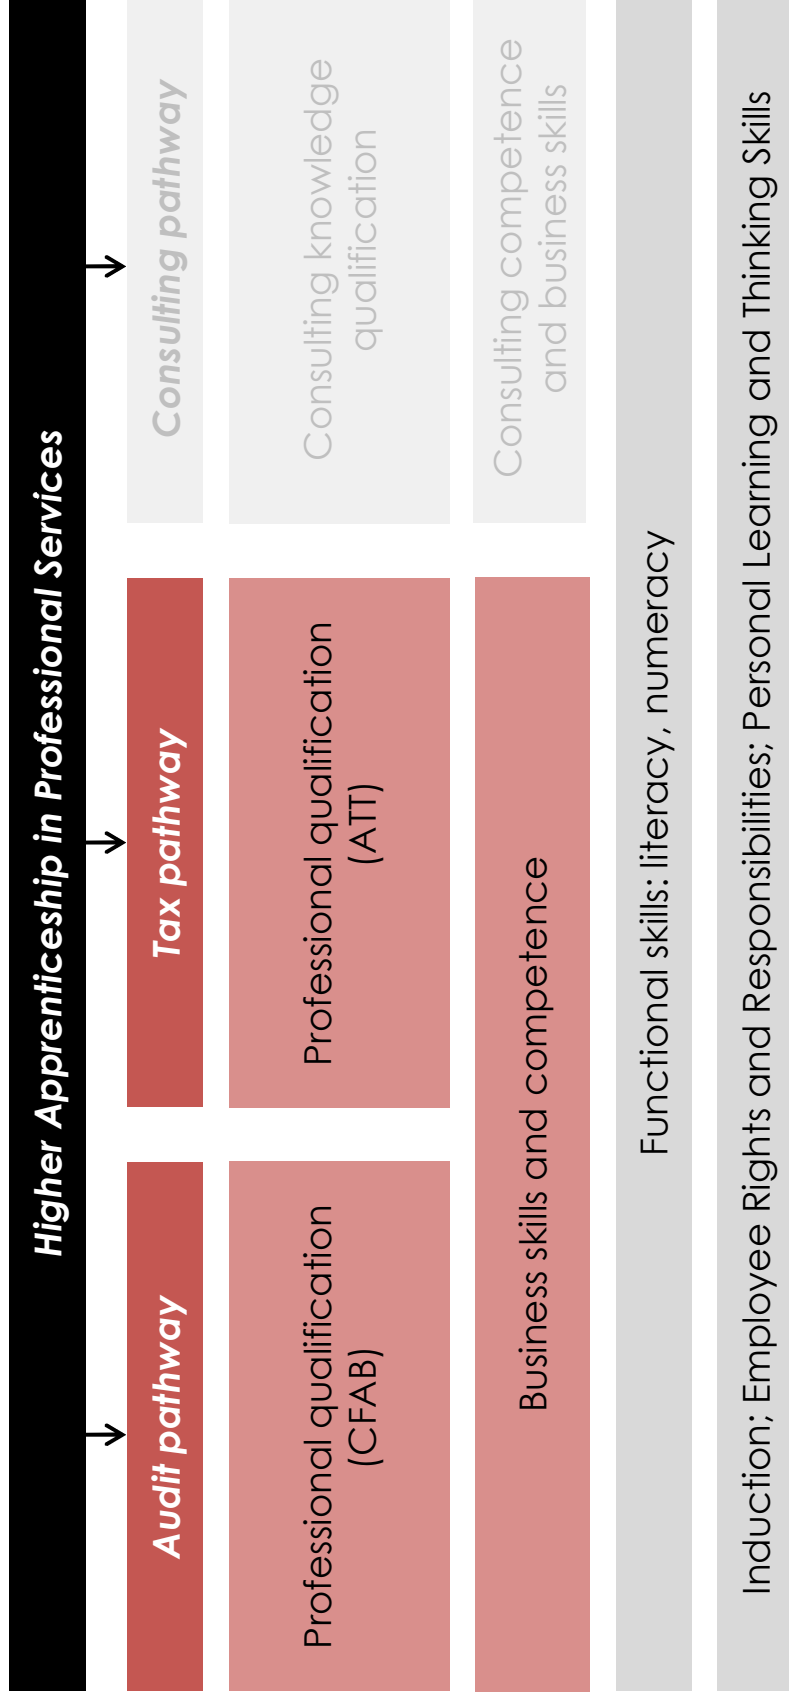 Higher Apprenticeship in Professional Services
Audit pathway
Tax pathway
Consulting pathway
Professional qualification
(CFAB)
Professional qualification
(ATT)
Consulting knowledge
qualification
Business skills and competence
Consulting competence
and business skills
Functional skills: literacy, numeracy
Induction; Employee Rights and Responsibilities; Personal Learning and Thinking Skills